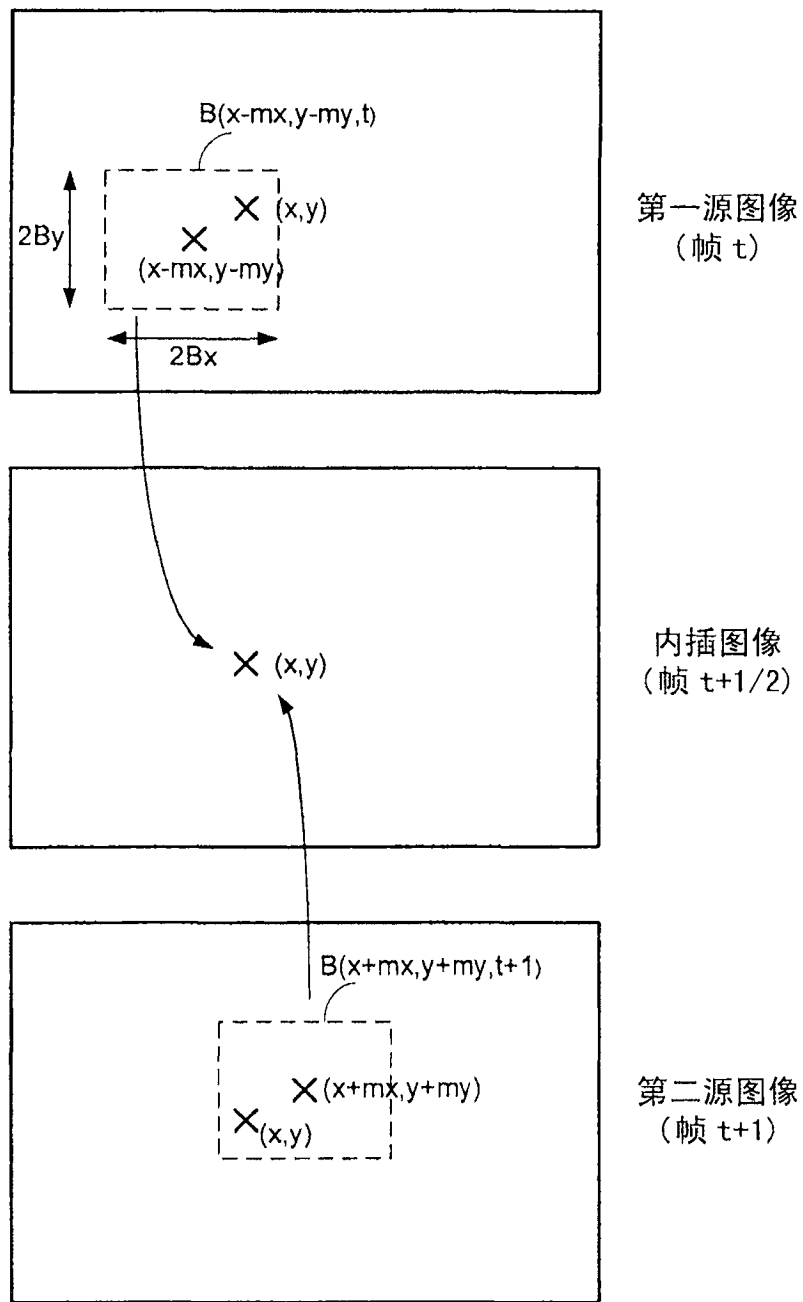 B(x-mx,y-my,t)
(x,y)
2By
(x-mx,y-my)
2Bx
第一源图像
(帧 t)
(x,y)
内插图像
(帧 t+1/2)
B(x+mx,y+my,t+1)
(x+mx,y+my)
(x,y)
第二源图像
(帧 t+1)